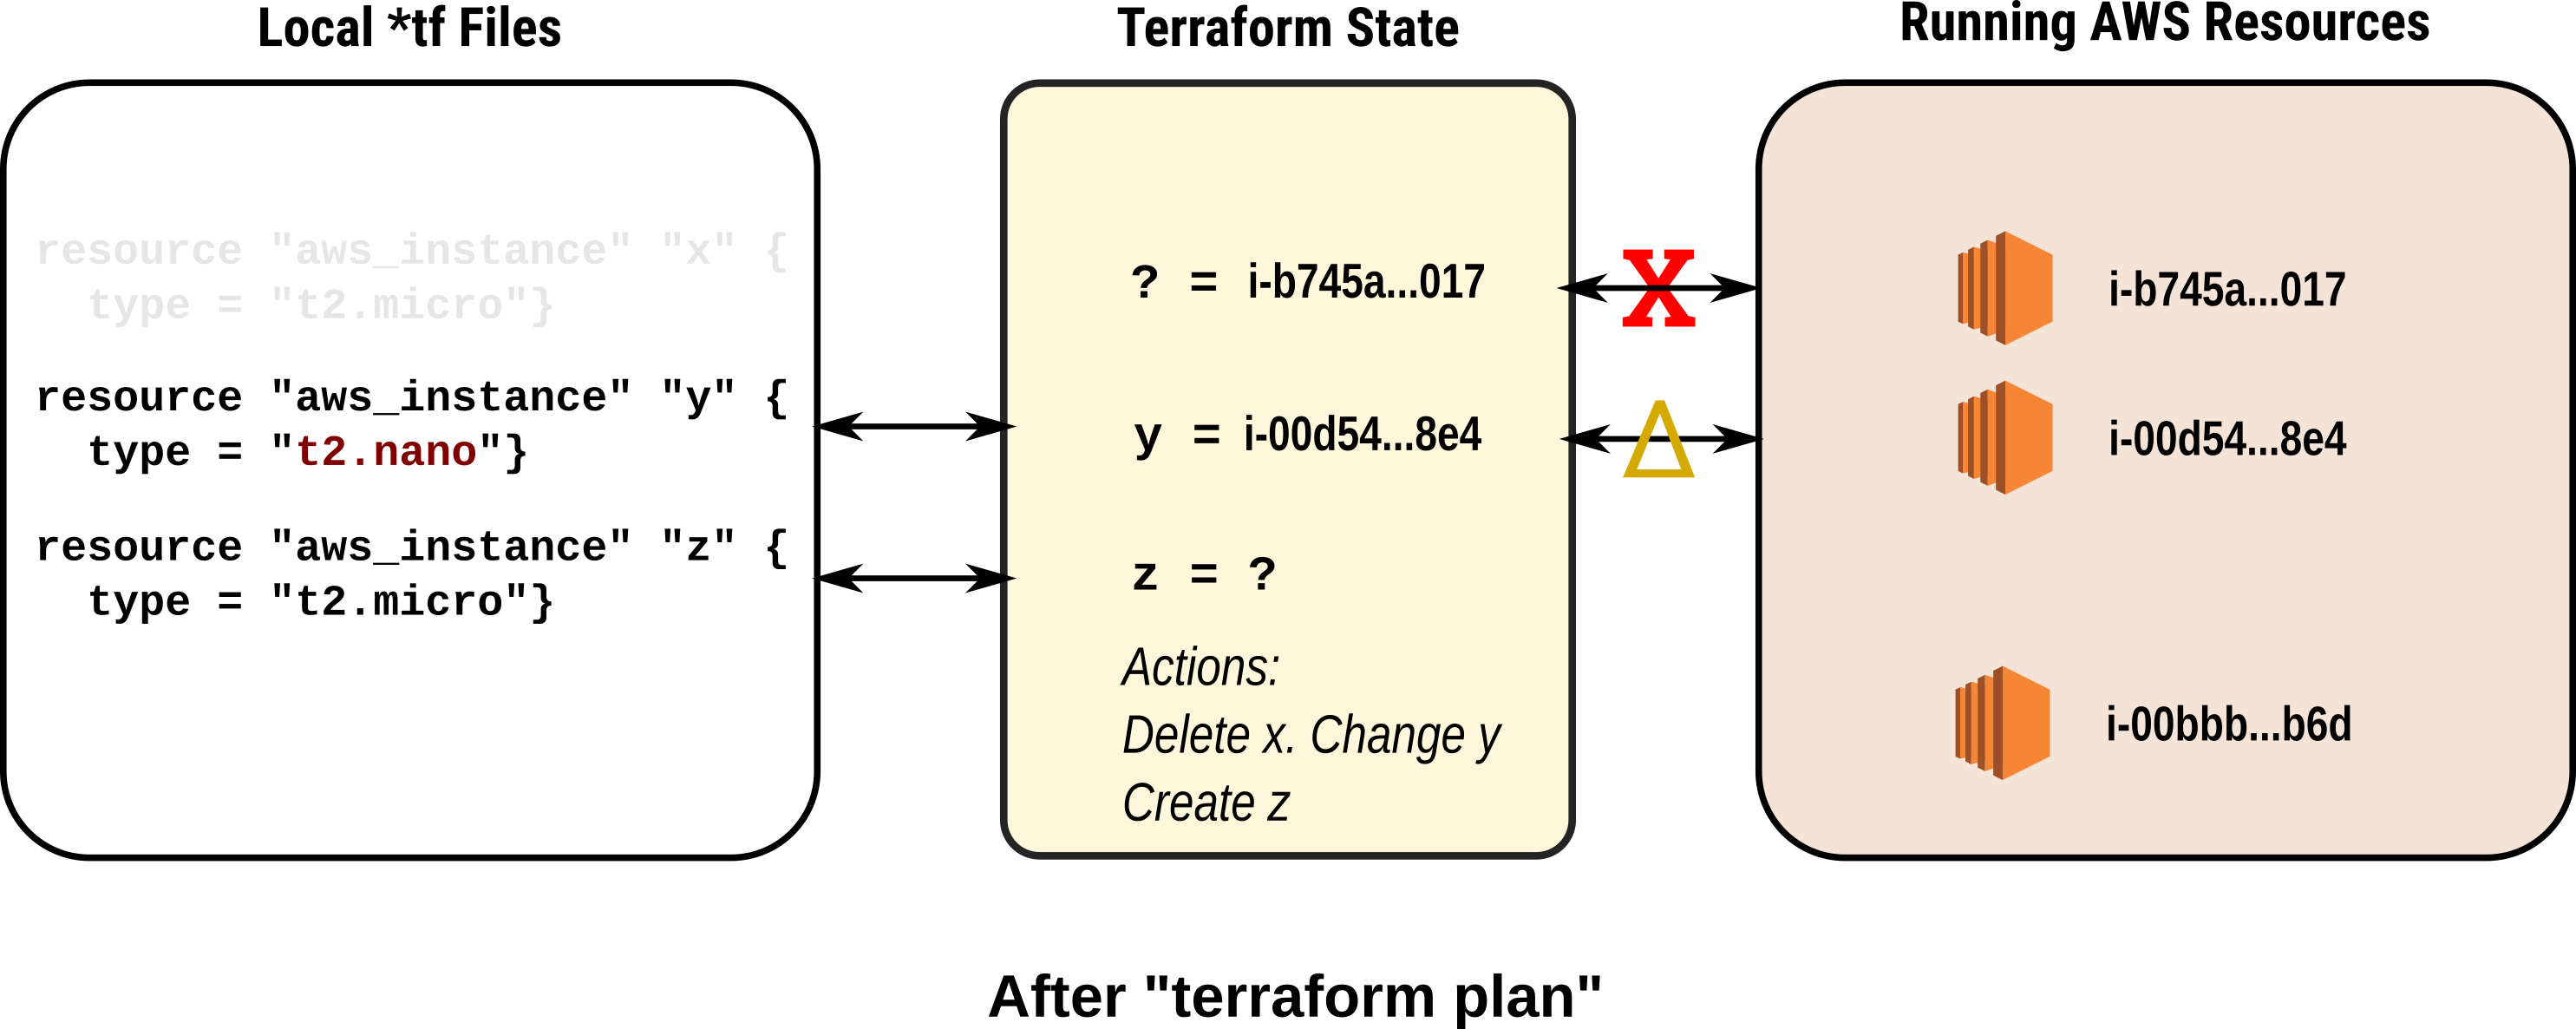 Local *tf Files
resource "aws_instance" "x" {
type = "t2.micro"}
resource "aws_instance" "y" {
type = "t2.nano"}
resource "aws_instance" "z" {
type = "t2.micro"}
Terraform State
? = i-b745a...017
y = i-00d54...8e4
z = ?
Actions:
Delete x. Change y
Create z
X
Δ
Running AWS Resources
i-b745a...017
i-00d54...8e4
i-00bbb...b6d
After "terraform plan"